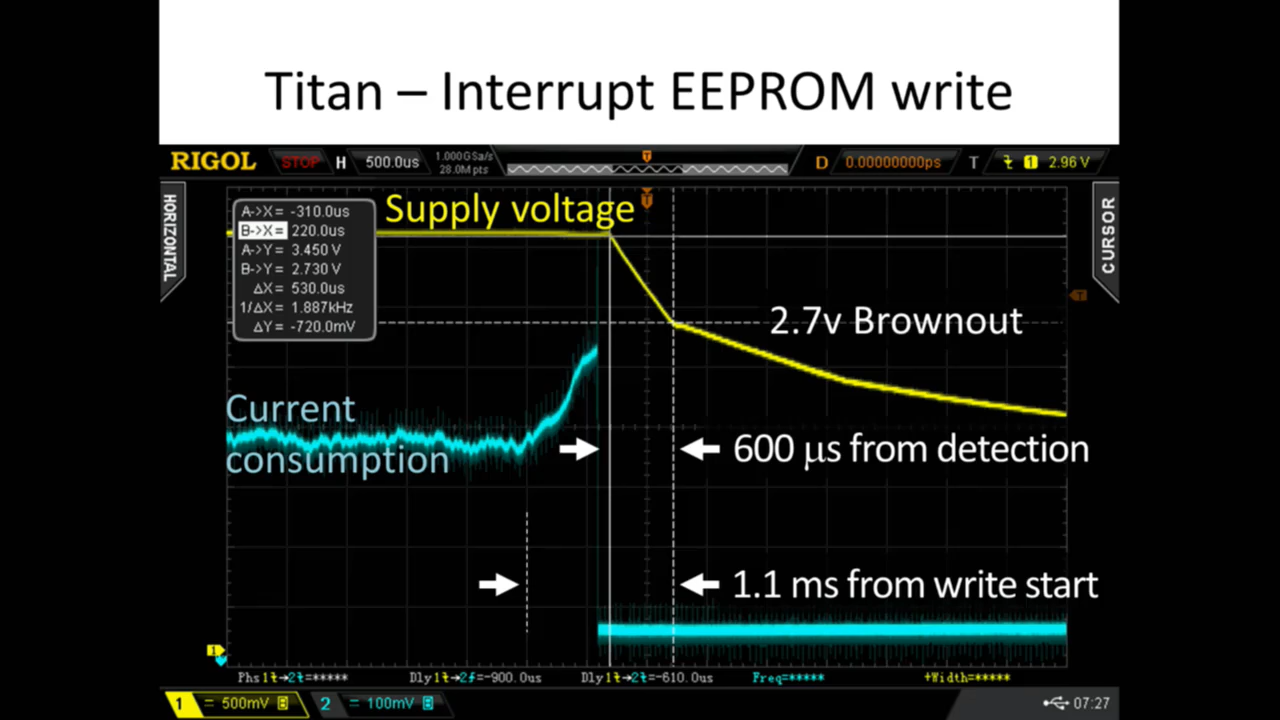 Titan – Interrupt EEPROM write
RIGOL STOP H 500.0us 1.000GSa/s 28.0M pts T D 0.00000000ps T 1 2.96 V
HORIZONTAL
CURSOR
A->X= -310.0us
B->X= 220.0us
A->Y= 3.450 V
B->Y= 2.730 V
ΔX= 530.0us
1/ΔX= 1.887kHz
ΔY= -720.0mV
Supply voltage
T
T
2.7v Brownout
Current
consumption
600 µs from detection
1.1 ms from write start
1
Phs1→2=***** Dly1→2=-900.0us Dly1→2=-610.0us Freq=***** +Width=*****
1 = 500mV B 2 = 100mV B 07:27